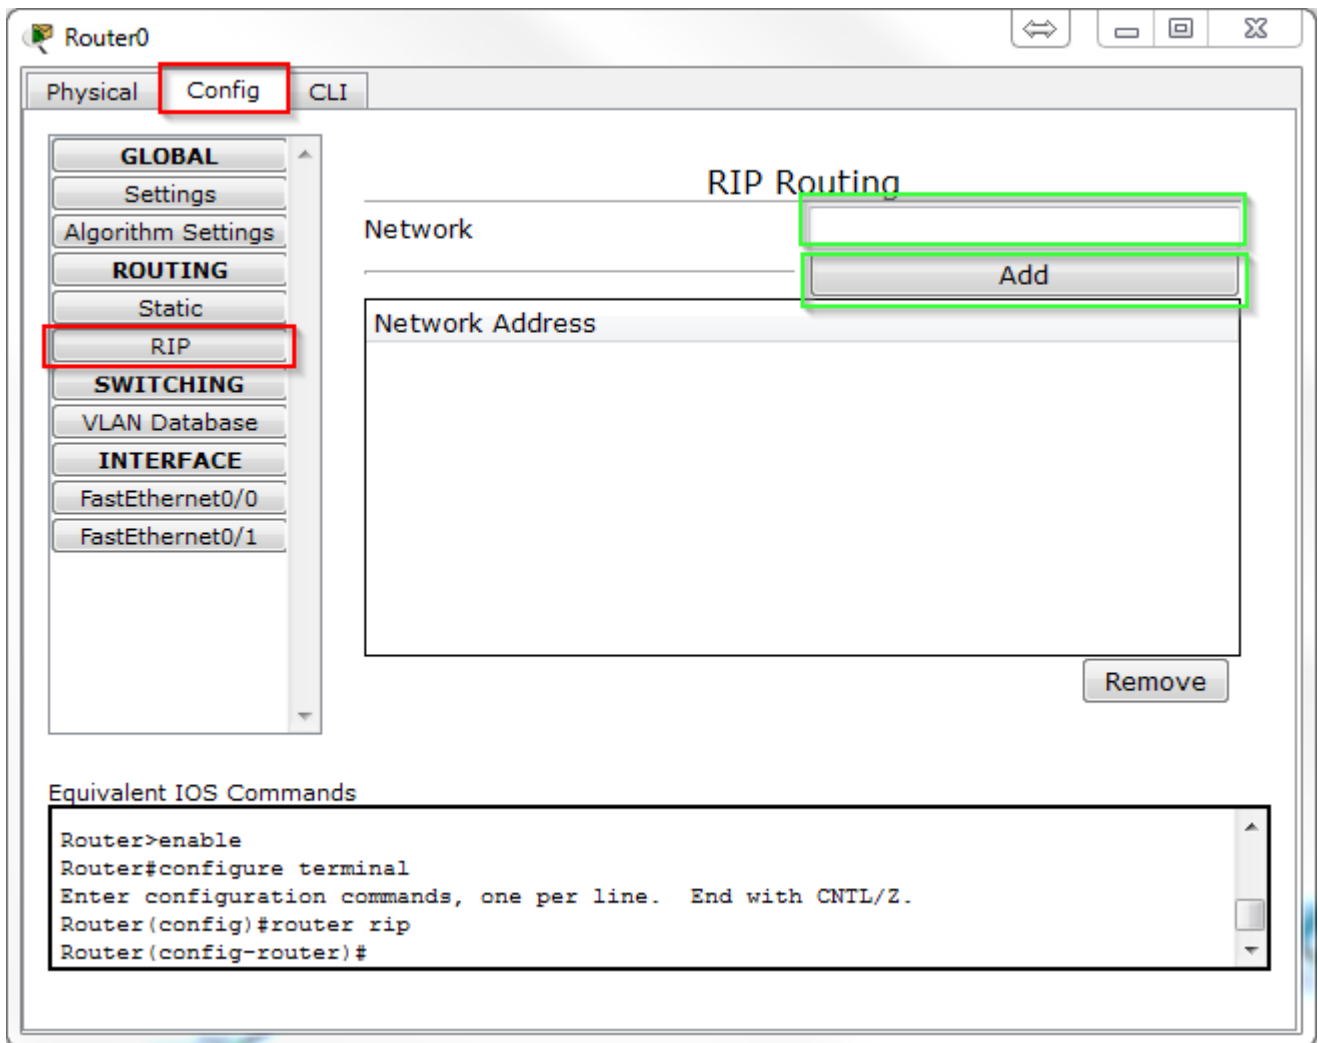 Router0
Physical Config CLI
GLOBAL
Settings
Algorithm Settings
ROUTING
Static
RIP
SWITCHING
VLAN Database
INTERFACE
FastEthernet0/0
FastEthernet0/1
RIP Routing
Network
Add
Network Address
Remove
Equivalent IOS Commands
Router>enable
Router#configure terminal
Enter configuration commands, one per line.  End with CNTL/Z.
Router(config)#router rip
Router(config-router)#